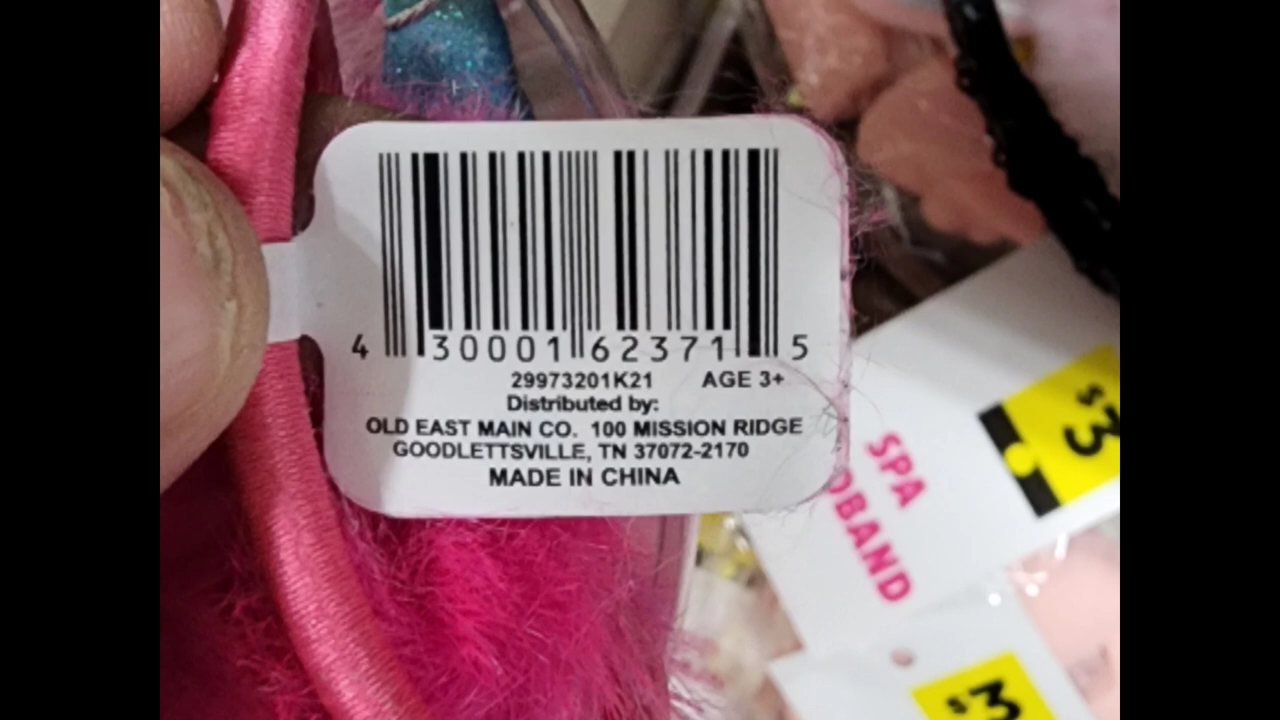 4 30001 62371 5
29973201K21 AGE 3+
Distributed by:
OLD EAST MAIN CO. 100 MISSION RIDGE
GOODLETTSVILLE, TN 37072-2170
MADE IN CHINA
$3
SPA
$3